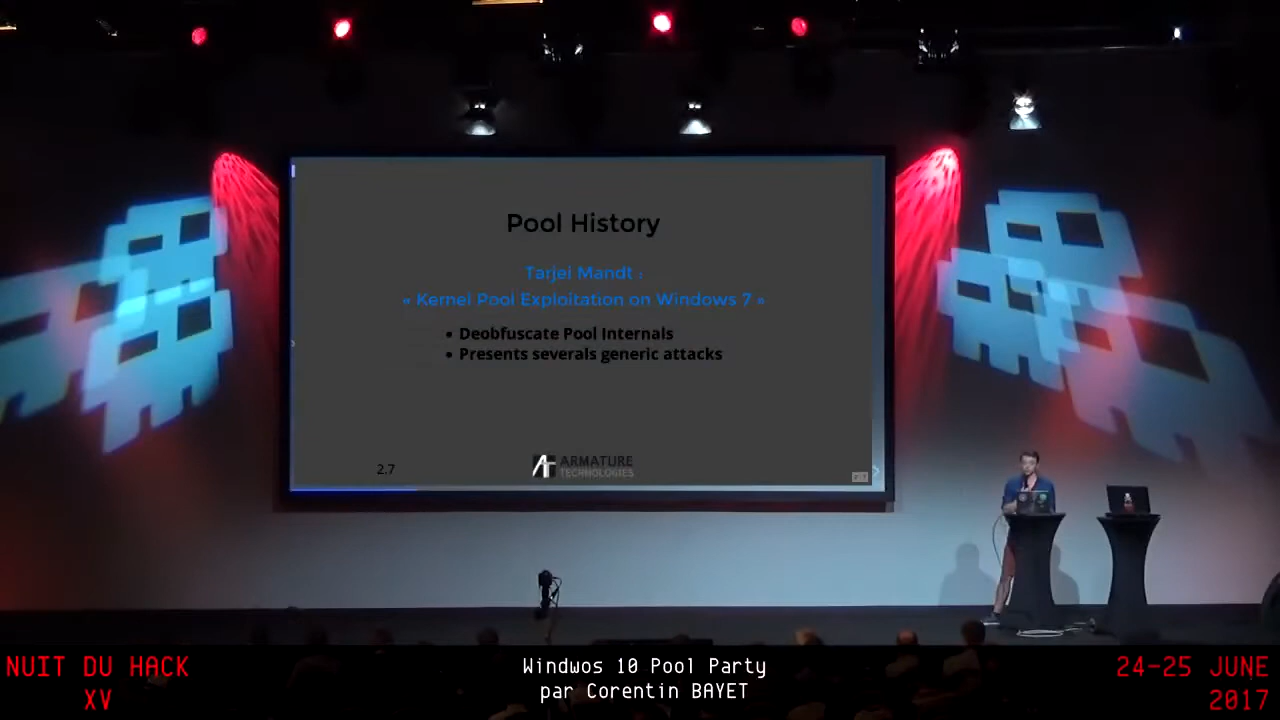 Pool History
Tarjei Mandt :
« Kernel Pool Exploitation on Windows 7 »
• Deobfuscate Pool Internals
• Presents severals generic attacks
2.7
ARMATURE
TECHNOLOGIES
NUIT DU HACK
XV
Windwos 10 Pool Party
par Corentin BAYET
24-25 JUNE
2017